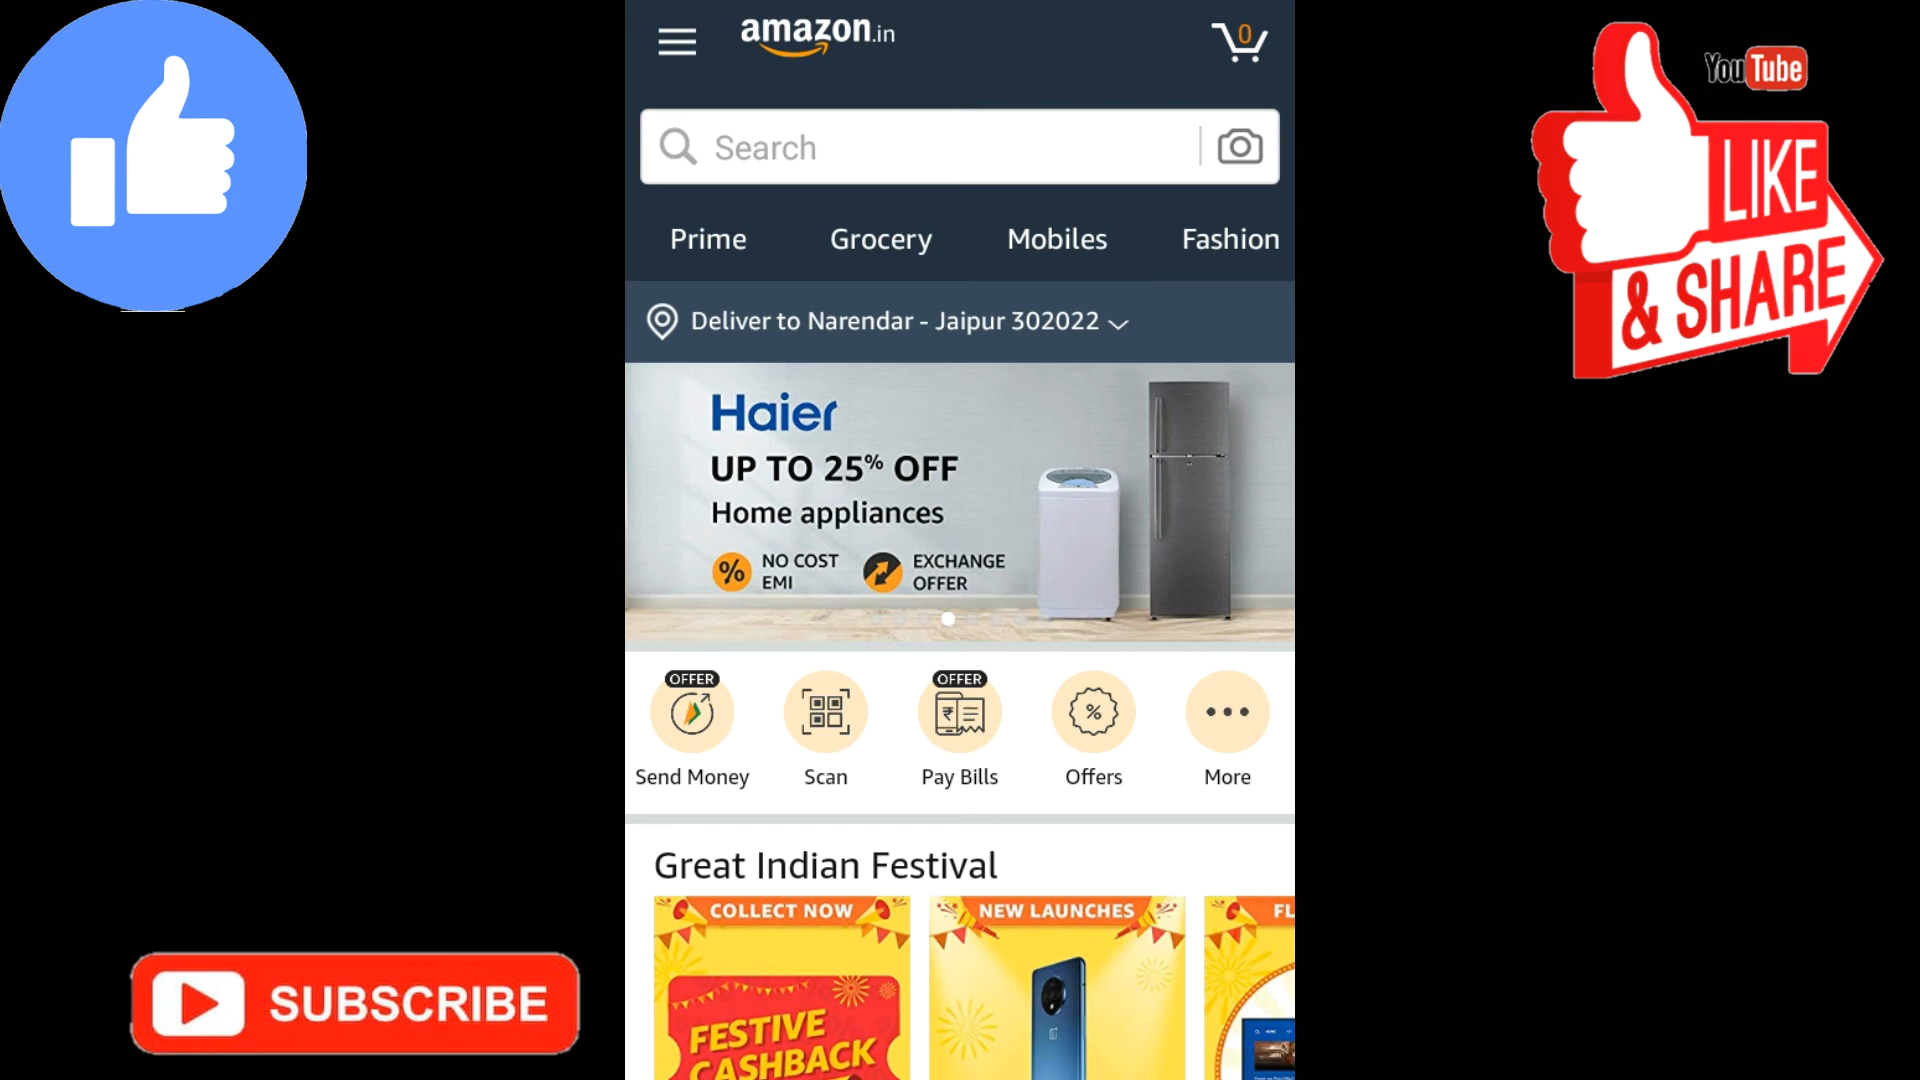 amazon.in
0
YouTube
Search
LIKE
& SHARE
Prime Grocery Mobiles Fashion
Deliver to Narendar - Jaipur 302022
Haier
UP TO 25% OFF
Home appliances
NO COST
EMI
EXCHANGE
OFFER
OFFER
OFFER
Send Money Scan Pay Bills Offers More
Great Indian Festival
COLLECT NOW
NEW LAUNCHES
FL
FESTIVE
CASHBACK
SUBSCRIBE